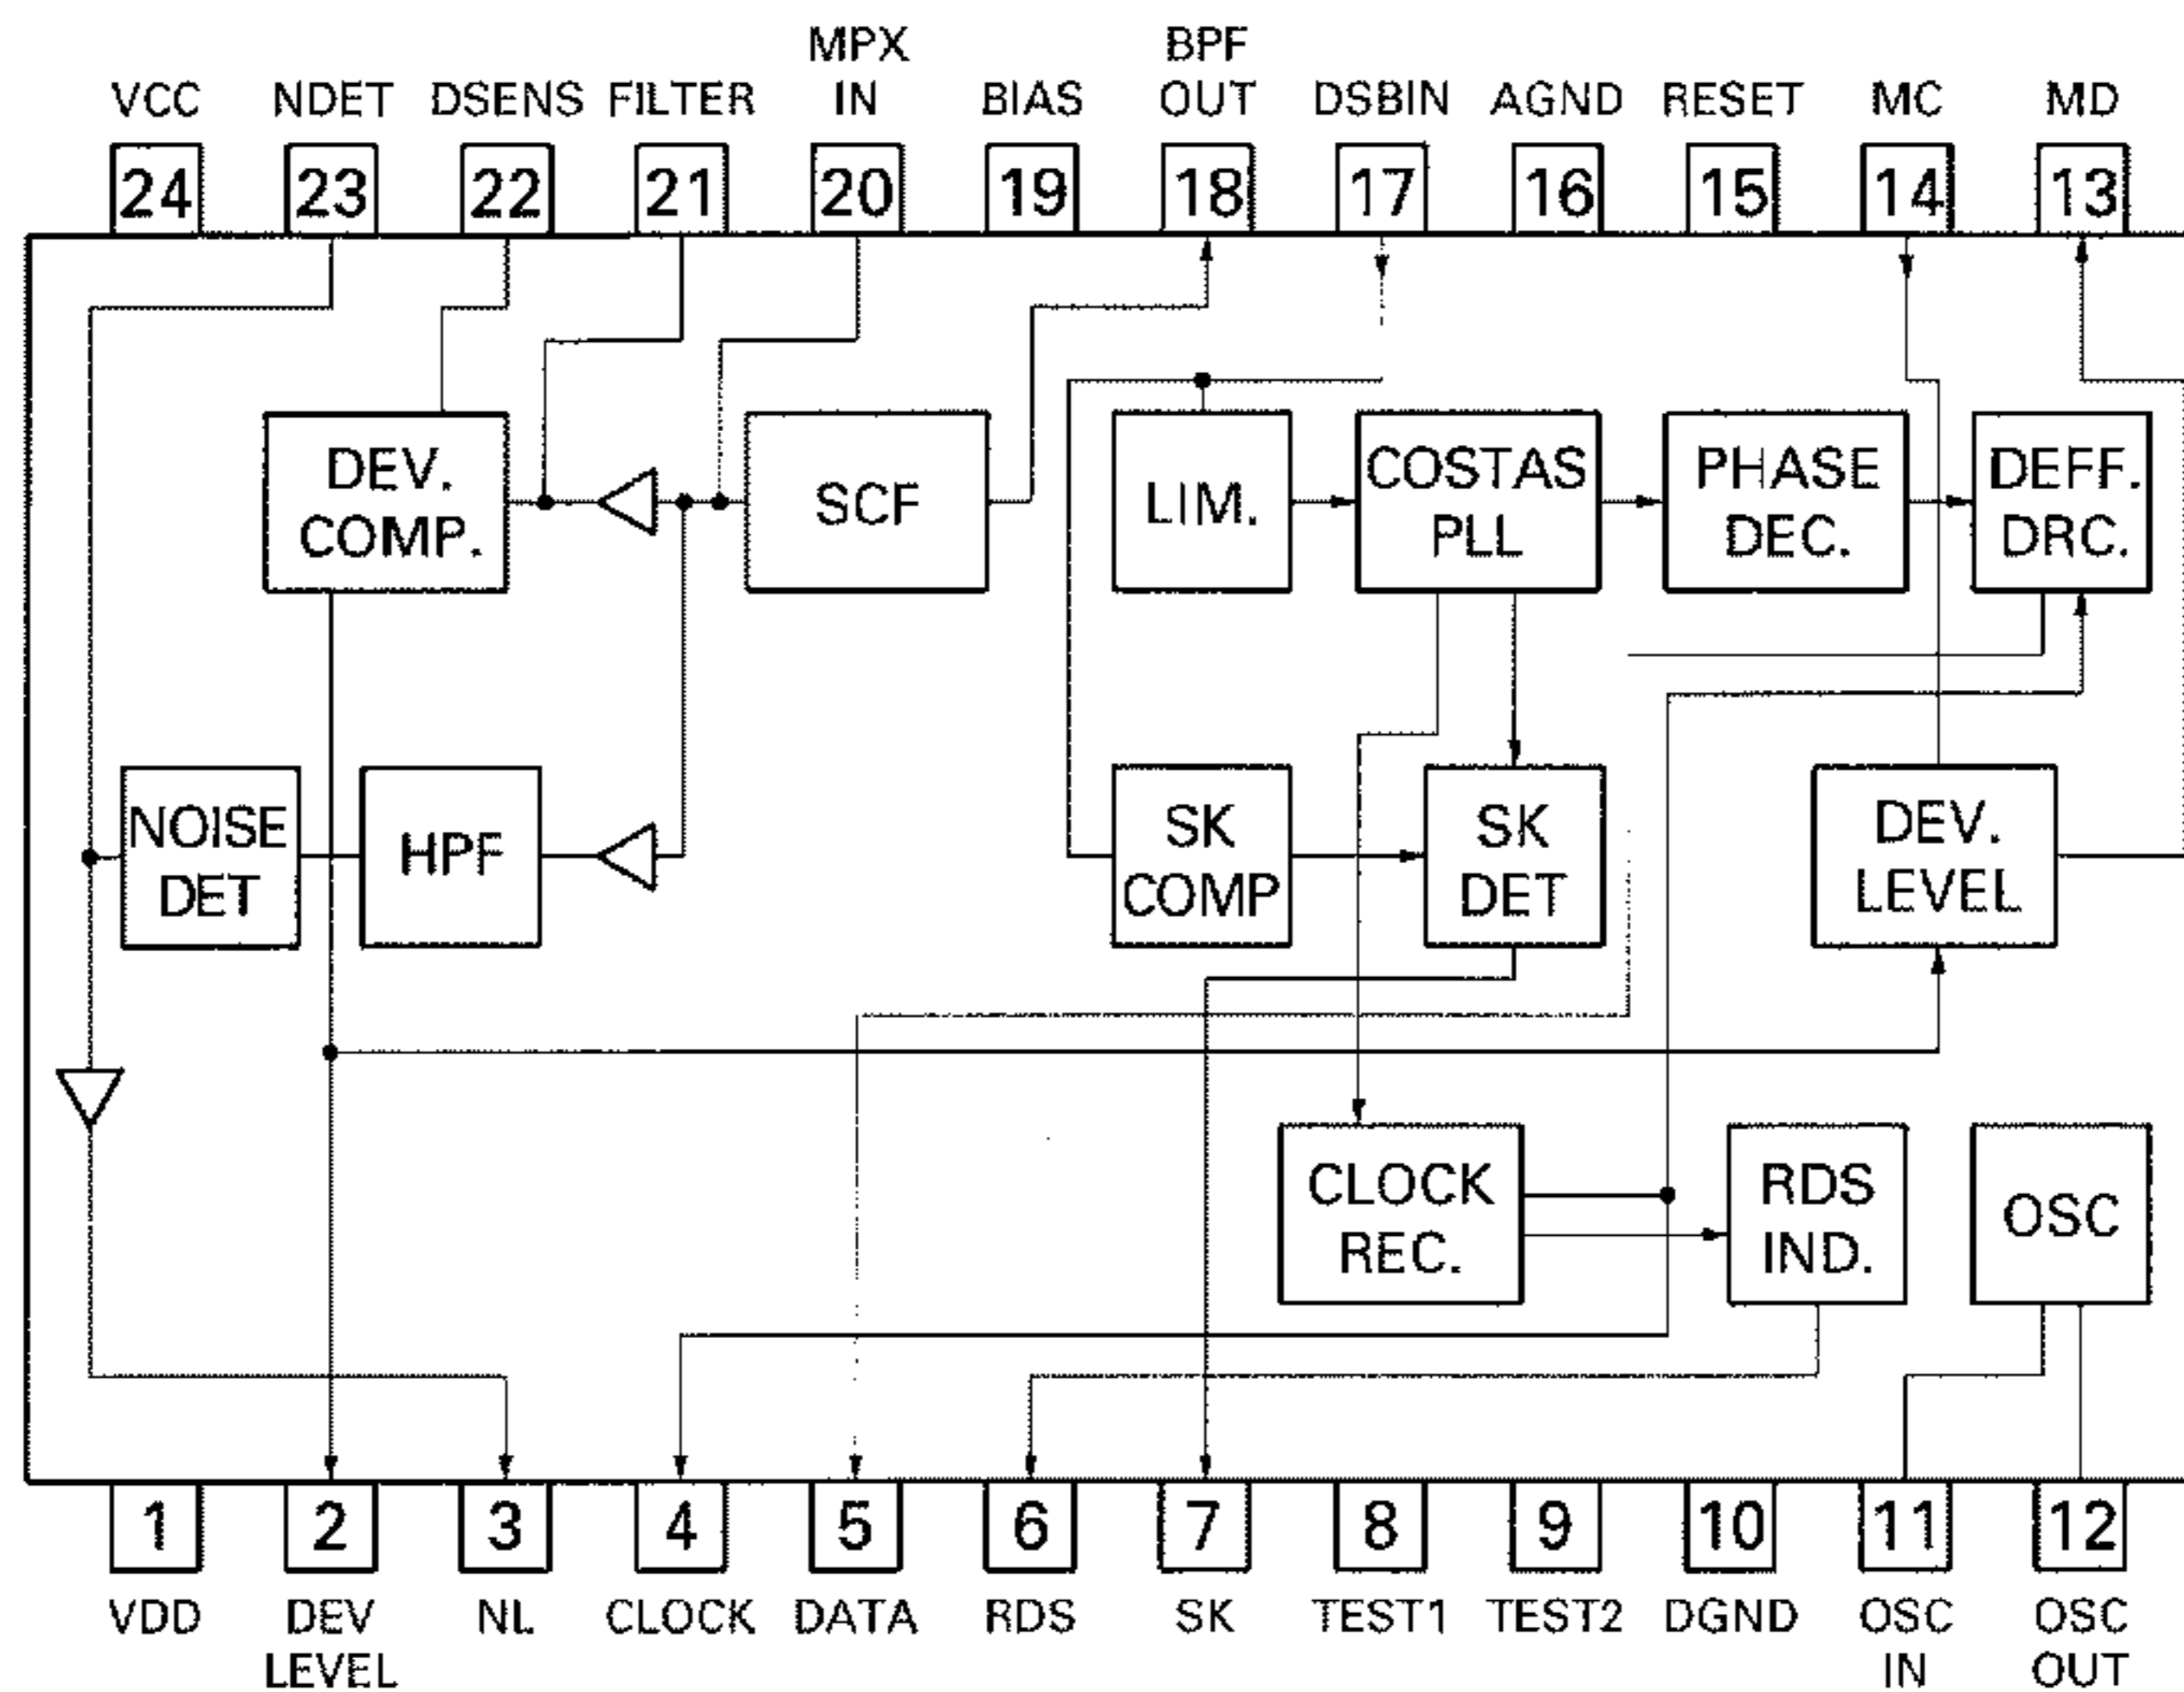 MPX BPF
VCC NDET DSENS FILTER IN BIAS OUT DSBIN AGND RESET MC MD
24 23 22 21 20 19 18 17 16 15 14 13
DEV. COSTAS PHASE DEFF.
SCF LIM.
COMP. PLL DEC. DRC.
NOISE SK SK DEV.
HPF
DET COMP DET LEVEL
CLOCK RDS
OSC
REC. IND.
1 2 3 4 5 6 7 8 9 10 11 12
VDD DEV NL CLOCK DATA RDS SK TEST1 TEST2 DGND OSC OSC
LEVEL IN OUT